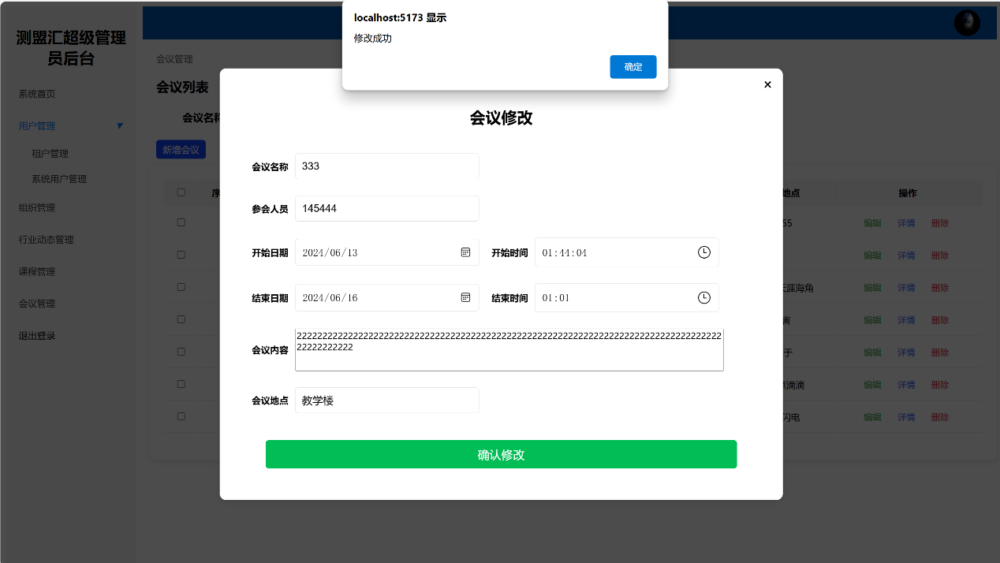 localhost:5173 显示
修改成功
确定
测盟汇超级管理
员后台
系统首页
用户管理
租户管理
系统用户管理
组织管理
行业动态管理
课程管理
会议管理
退出登录
会议管理
会议列表
会议名称
新增会议
序
地点
操作
55
编辑 详情 删除
编辑 详情 删除
天涯海角
编辑 详情 删除
害
编辑 详情 删除
于
编辑 详情 删除
点滴滴
编辑 详情 删除
闪电
编辑 详情 删除
会议修改
会议名称 333
参会人员 145444
开始日期 2024/06/13 开始时间 01:44:04
结束日期 2024/06/16 结束时间 01:01
会议内容
教学楼
会议地点
确认修改